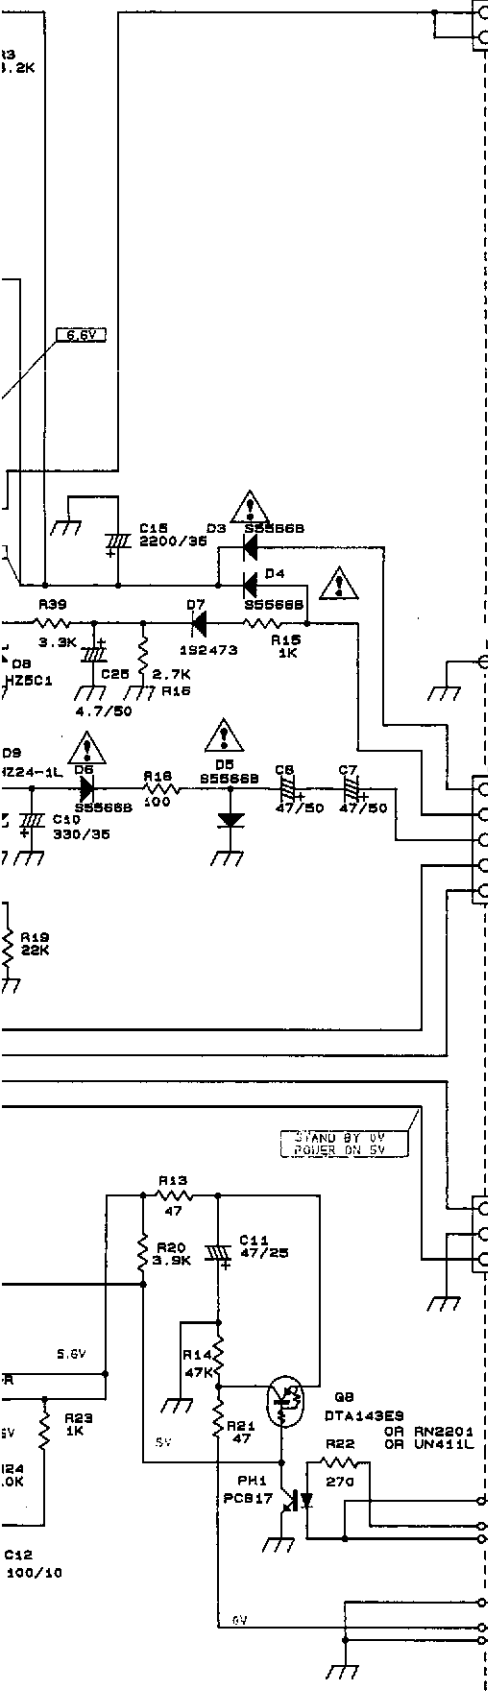 .2K
6.6V
C15
2200/35
D3
S5566B
D4
S5566B
R39
3.3K
D7
1S2473
R15
1K
D8
HZ5C1
C25
4.7/50
2.7K
R16
D9
HZ24-1L
D6
S5566B
R18
100
D5
S5566B
C8
47/50
C7
47/50
C10
330/35
R19
22K
STAND BY 0V
POWER ON 5V
R13
47
R20
3.9K
C11
47/25
5.6V
R14
47K
R
R23
1K
R21
47
Q8
DTA143ES
OR RN2201
OR UN411L
5V
R22
270
PH1
PC817
C12
100/10
0V